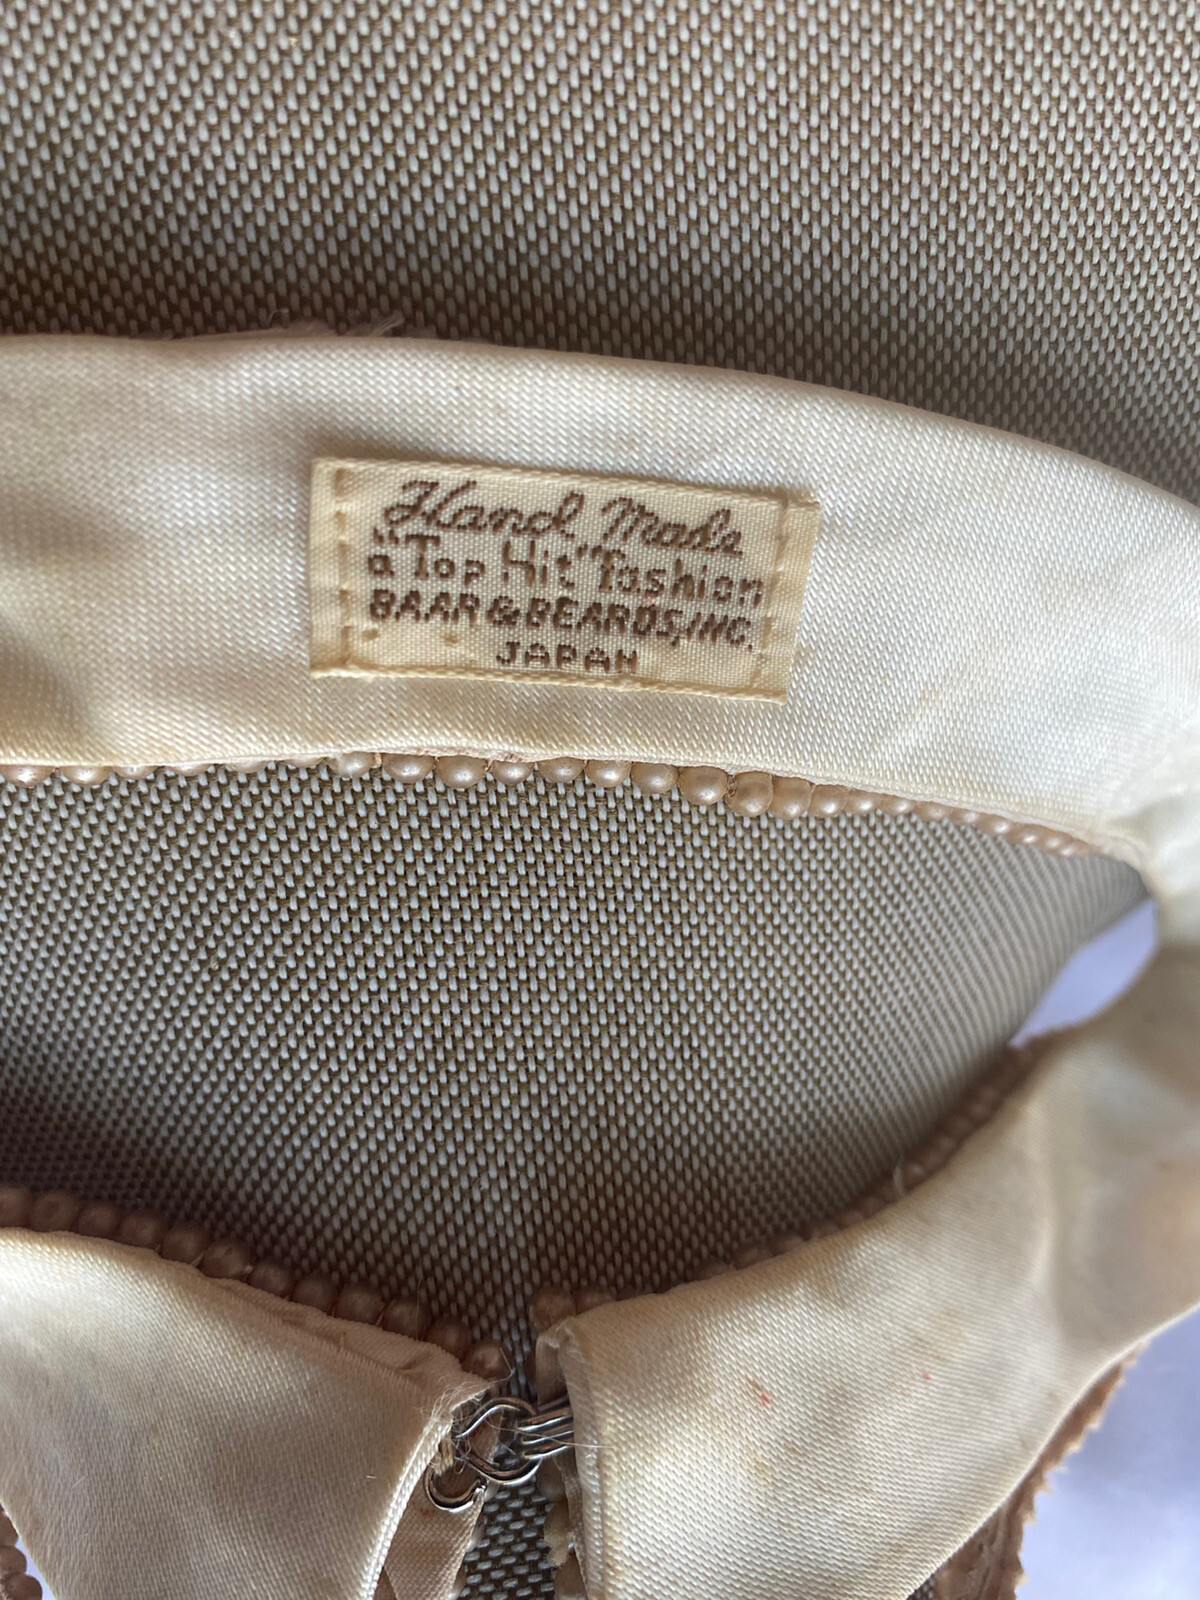 Hand Made
a "Top Hit" fashion
BAAR & BEARDS, INC.
JAPAN